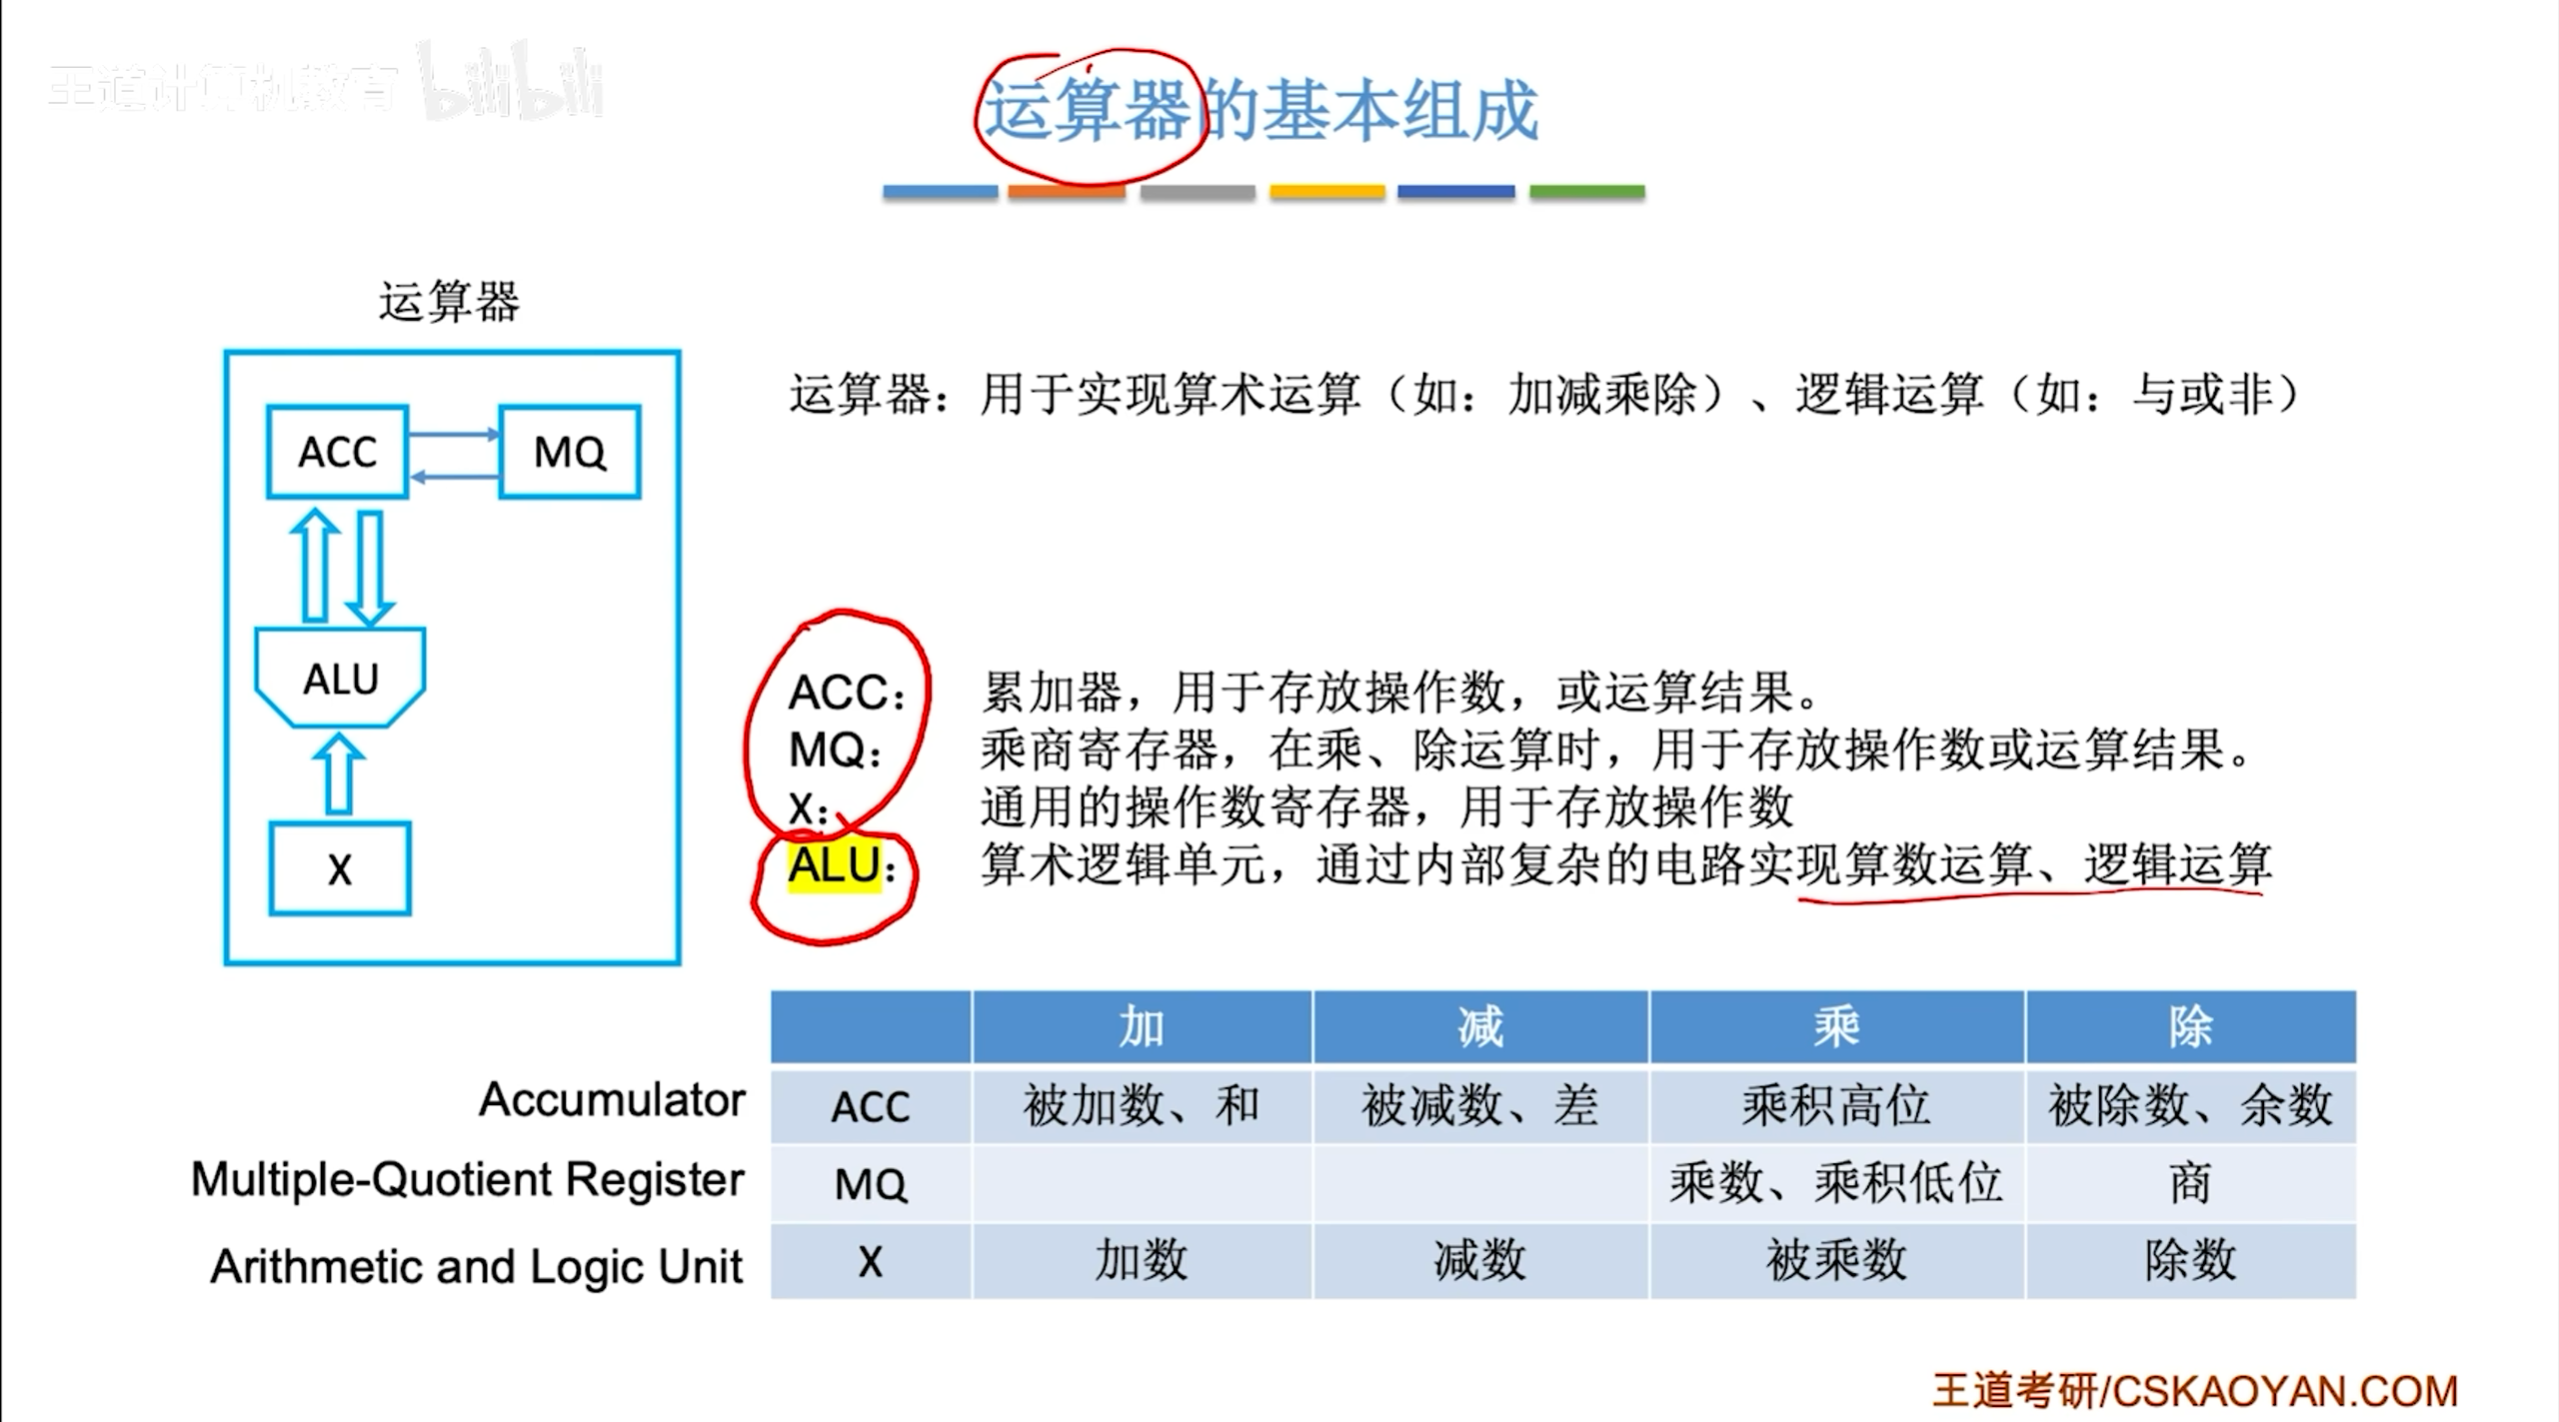 王道计算机教育 bilibili
运算器的基本组成
运算器
ACC
MQ
ALU
X
运算器：用于实现算术运算（如：加减乘除）、逻辑运算（如：与或非）
ACC： 累加器，用于存放操作数，或运算结果。
MQ： 乘商寄存器，在乘、除运算时，用于存放操作数或运算结果。
X： 通用的操作数寄存器，用于存放操作数
ALU： 算术逻辑单元，通过内部复杂的电路实现算数运算、逻辑运算
加 减 乘 除
Accumulator ACC 被加数、和 被减数、差 乘积高位 被除数、余数
Multiple-Quotient Register MQ 乘数、乘积低位 商
Arithmetic and Logic Unit X 加数 减数 被乘数 除数
王道考研/CSKAOYAN.COM